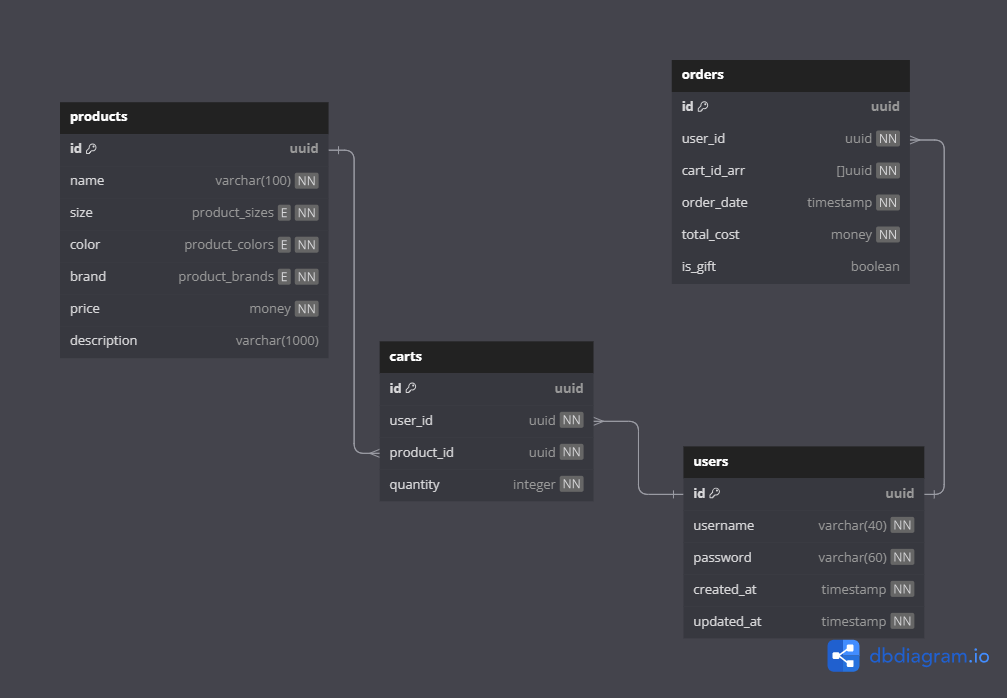 products
id uuid
name varchar(100) NN
size product_sizes E NN
color product_colors E NN
brand product_brands E NN
price money NN
description varchar(1000)
orders
id uuid
user_id uuid NN
cart_id_arr []uuid NN
order_date timestamp NN
total_cost money NN
is_gift boolean
carts
id uuid
user_id uuid NN
product_id uuid NN
quantity integer NN
users
id uuid
username varchar(40) NN
password varchar(60) NN
created_at timestamp NN
updated_at timestamp NN
dbdiagram.io